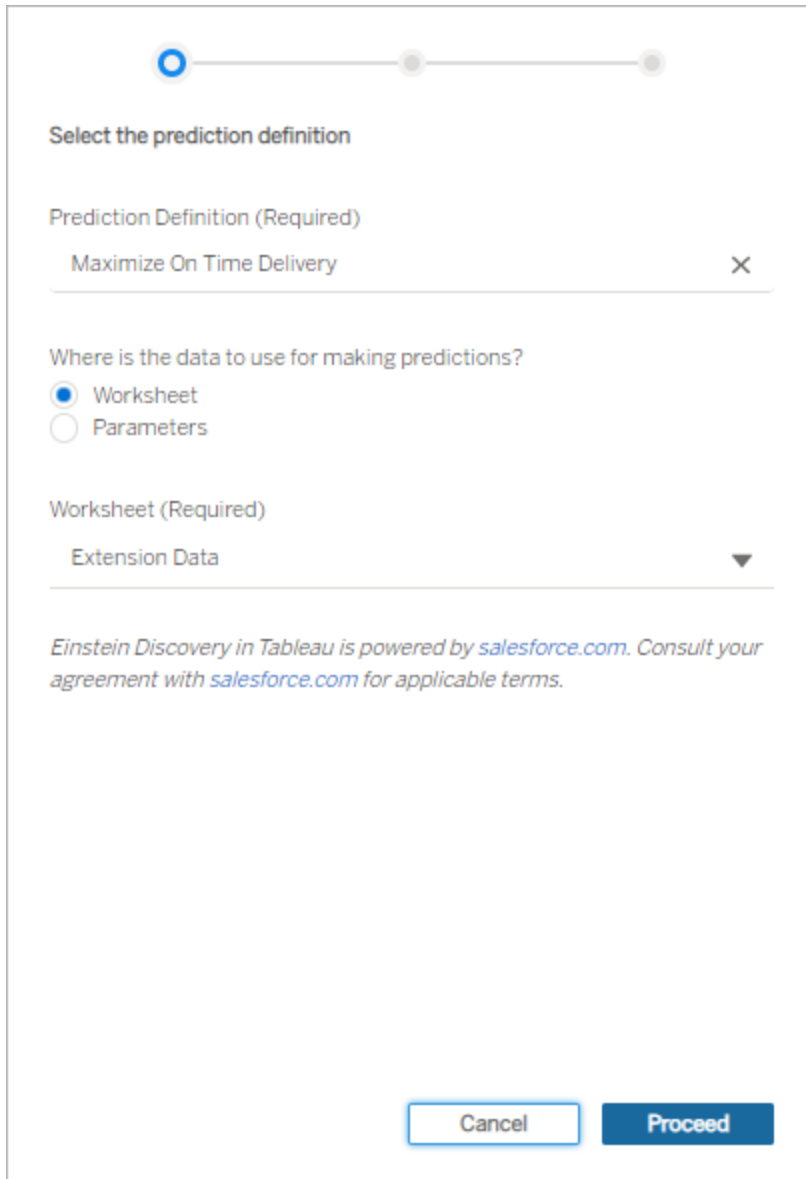 Select the prediction definition
Prediction Definition (Required)
Maximize On Time Delivery
Where is the data to use for making predictions?
Worksheet
Parameters
Worksheet (Required)
Extension Data
Einstein Discovery in Tableau is powered by salesforce.com. Consult your
agreement with salesforce.com for applicable terms.
Cancel
Proceed